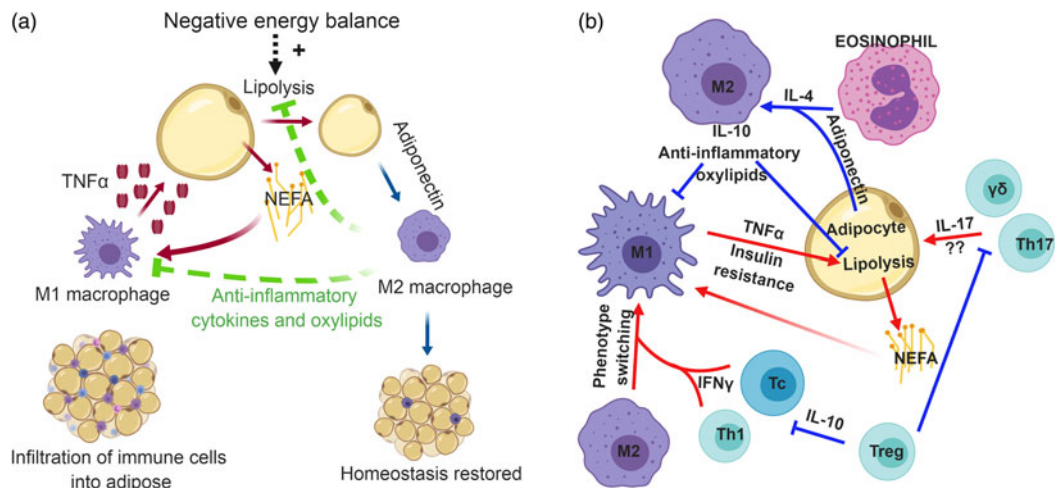 (a)
Negative energy balance
+
Lipolysis
Adiponectin
TNFα
NEFA
M1 macrophage
M2 macrophage
Anti-inflammatory
cytokines and oxylipids
Infiltration of immune cells
into adipose
Homeostasis restored
(b)
EOSINOPHIL
M2
IL-4
IL-10
Adiponectin
Anti-inflammatory
oxylipids
γδ
IL-17
??
Th17
TNFα
Adipocyte
M1
Insulin
resistance
Lipolysis
NEFA
Phenotype
switching
IFNγ
Tc
Th1
IL-10
M2
Treg